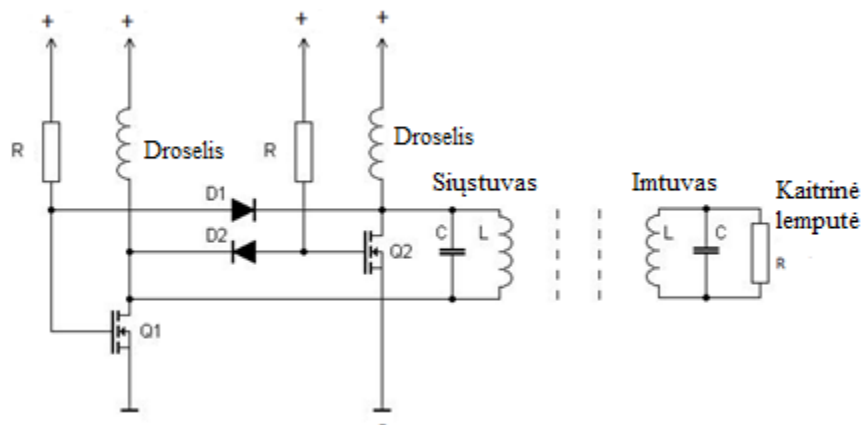 + + + +
R
Droselis
R
Droselis
D1
D2
Siųstuvas
Imtuvas
Kaitrinė
lemputė
C L
L C
R
Q2
Q1